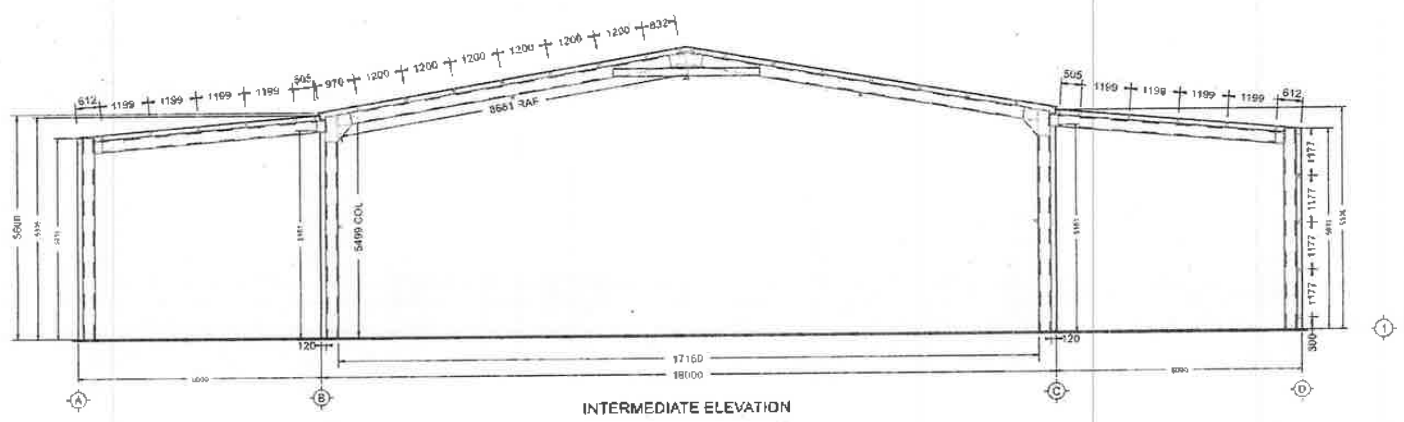 612 1199 1199 1199 1199 505 970 1200 1200 1200 1200 1200 1200 832
505 1199 1199 1199 1199 612
8661 RAF
5499 COL
1177
1177
1177
1177
300
120
120
17160
18000
A
B
C
D
1
INTERMEDIATE ELEVATION